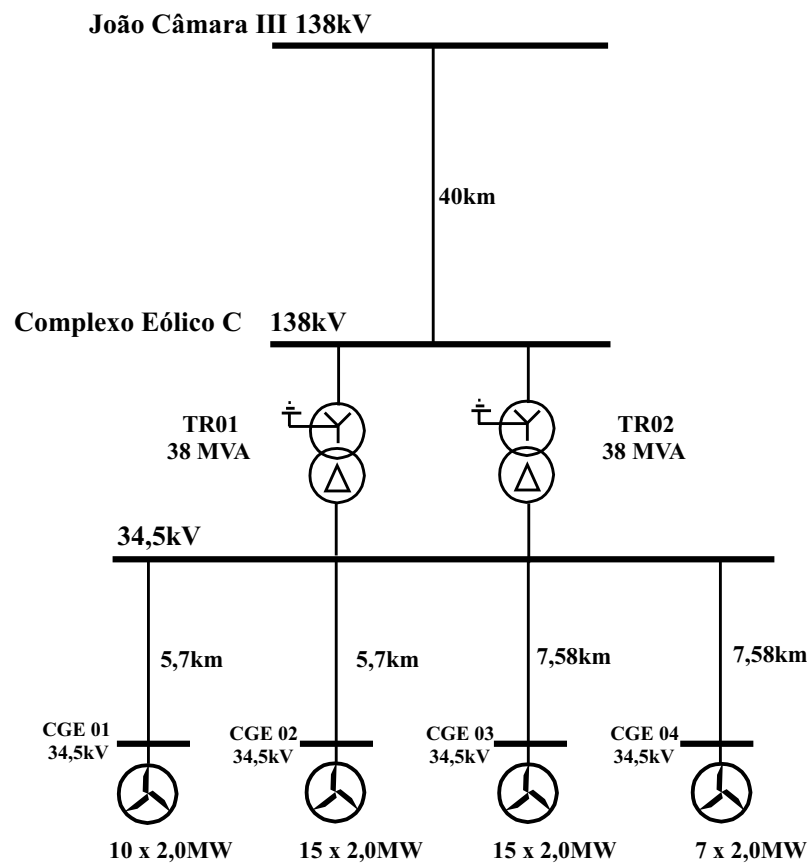 João Câmara III 138kV
40km
Complexo Eólico C 138kV
TR01
38 MVA
TR02
38 MVA
34,5kV
5,7km
5,7km
7,58km
7,58km
CGE 01
34,5kV
CGE 02
34,5kV
CGE 03
34,5kV
CGE 04
34,5kV
10 x 2,0MW
15 x 2,0MW
15 x 2,0MW
7 x 2,0MW